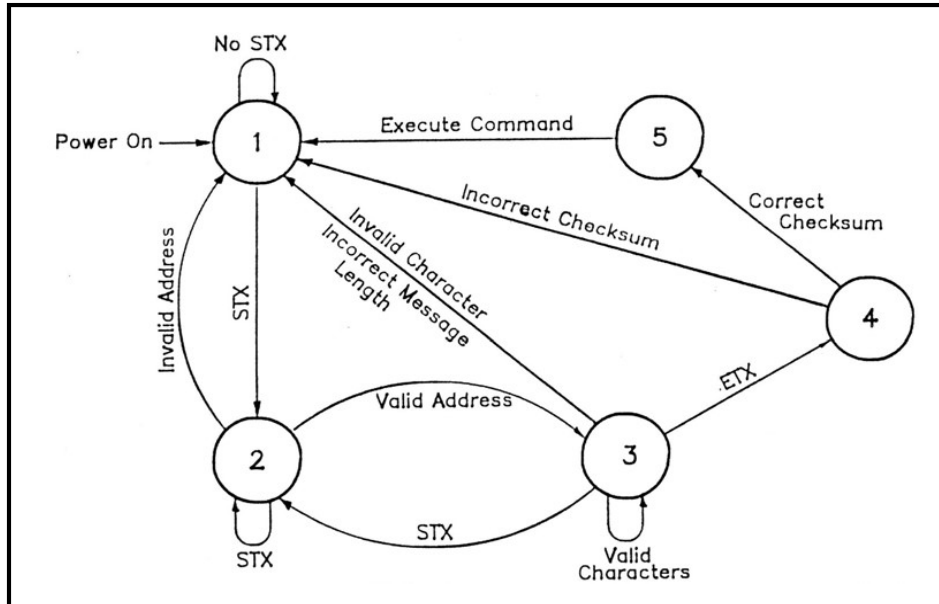 No STX
Power On
1
Execute Command
5
Incorrect Checksum
Correct
Checksum
Invalid Character
Incorrect Message
Length
Invalid Address
STX
4
ETX
Valid Address
2
3
STX
STX
Valid
Characters